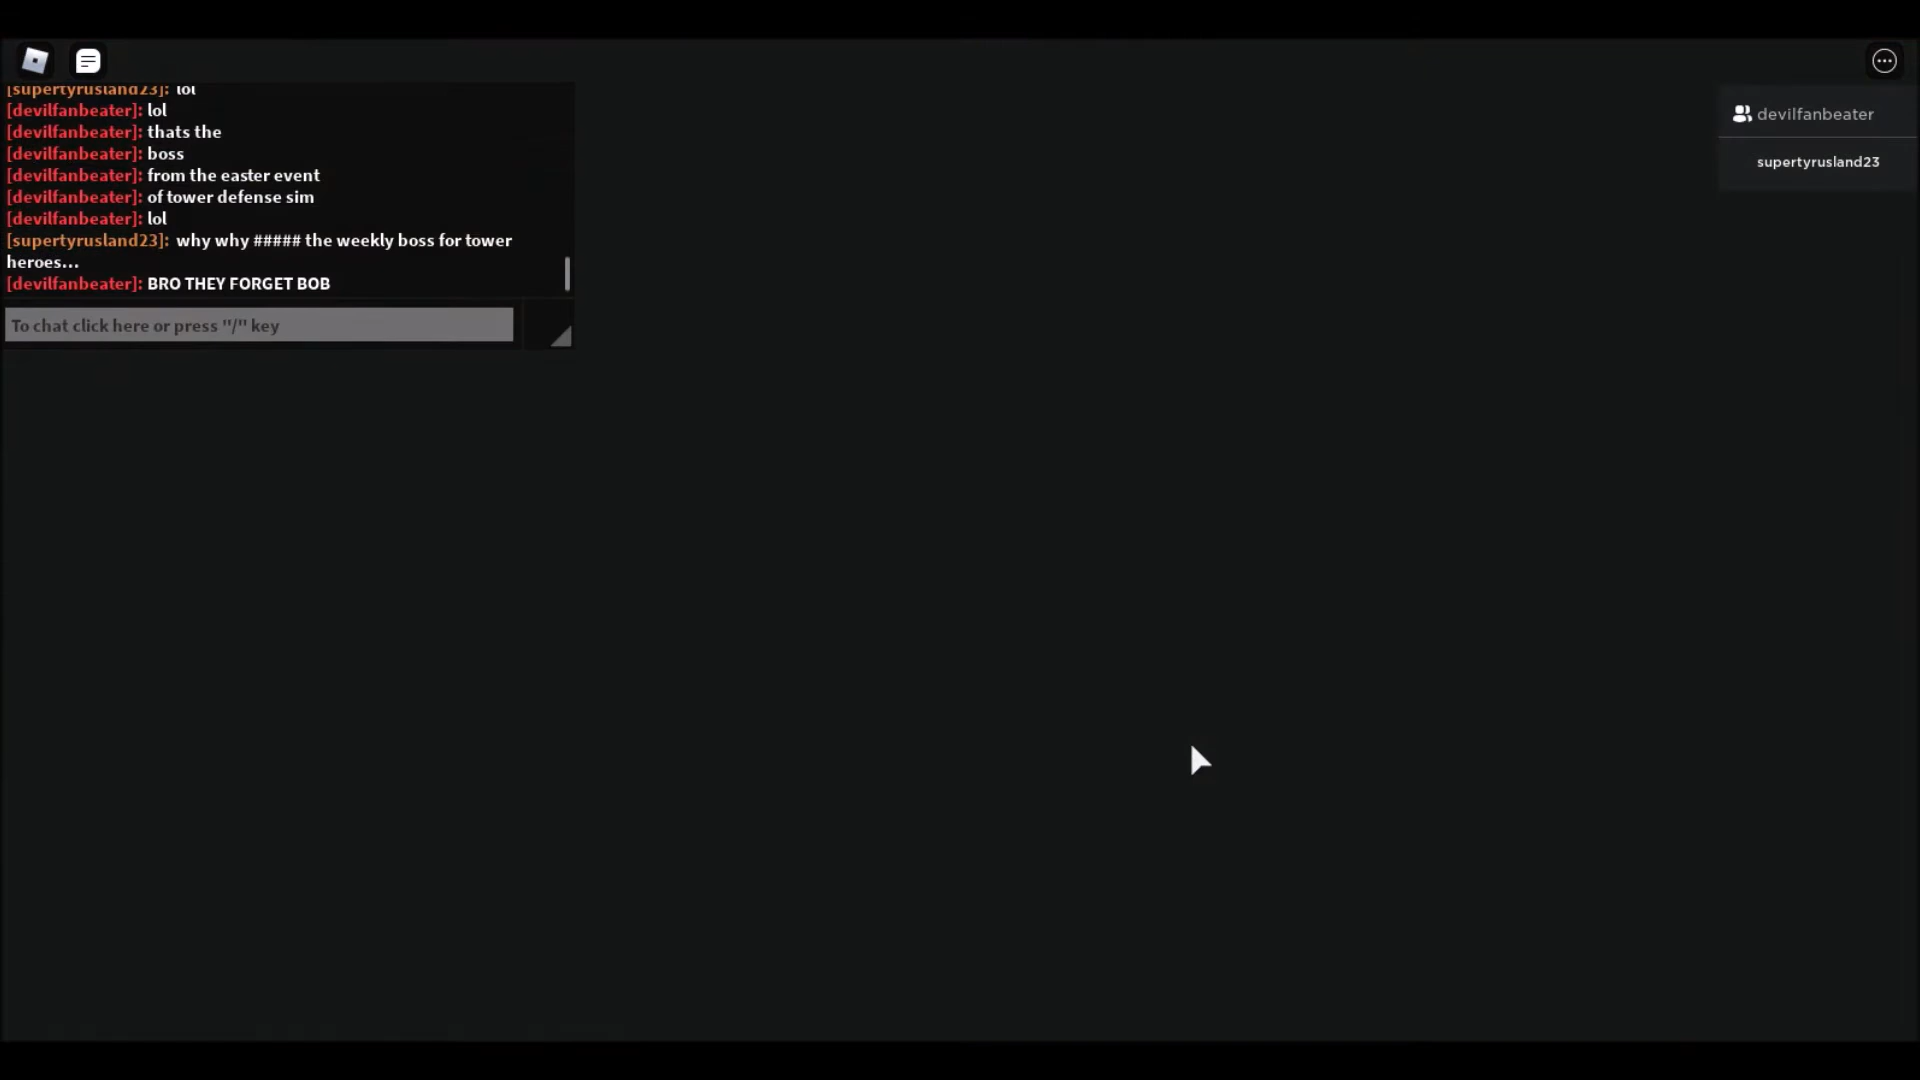 [supertyrusland23]: lol
[devilfanbeater]: lol
[devilfanbeater]: thats the
[devilfanbeater]: boss
[devilfanbeater]: from the easter event
[devilfanbeater]: of tower defense sim
[devilfanbeater]: lol
[supertyrusland23]: why why ##### the weekly boss for tower
heroes...
[devilfanbeater]: BRO THEY FORGET BOB
To chat click here or press "/" key
devilfanbeater
supertyrusland23